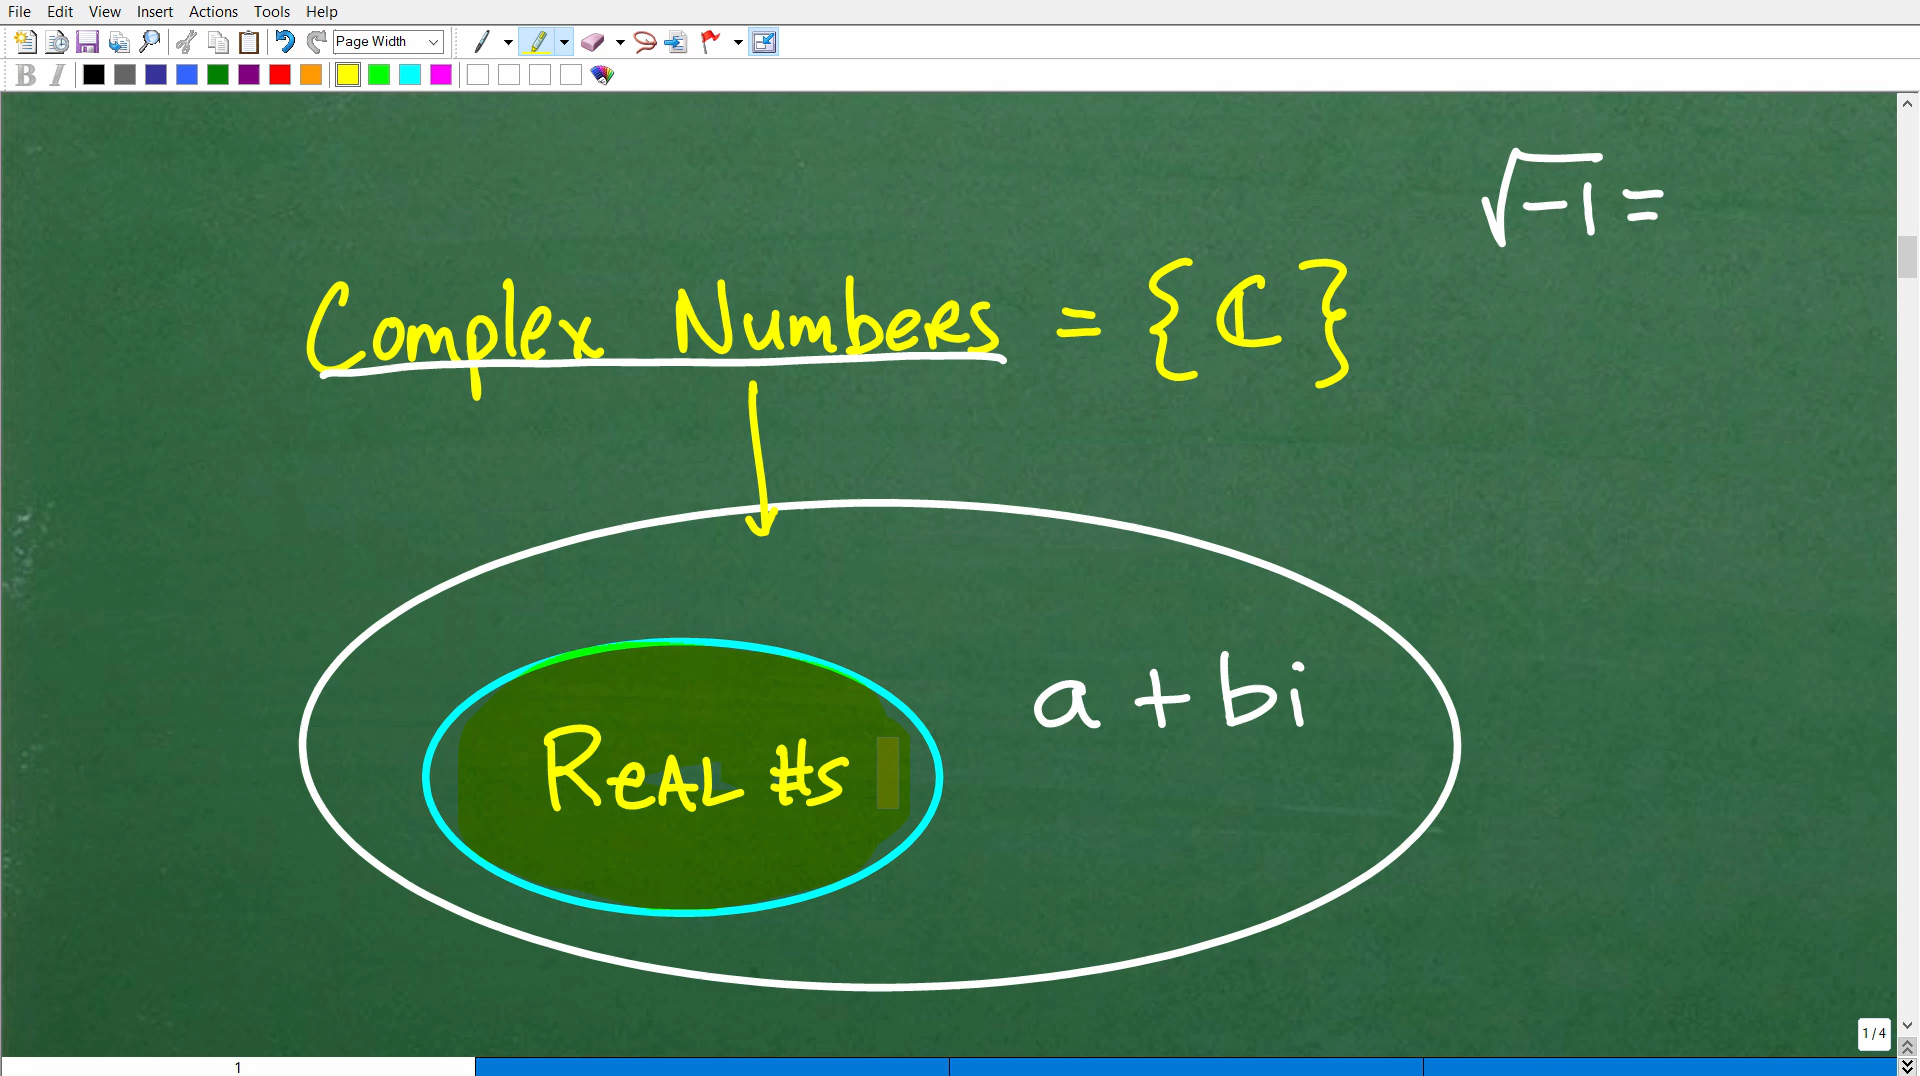 File Edit View Insert Actions Tools Help
Page Width
B I
√-1 =
Complex Numbers = {ℂ}
a + bi
ReAL #s
1 / 4
1